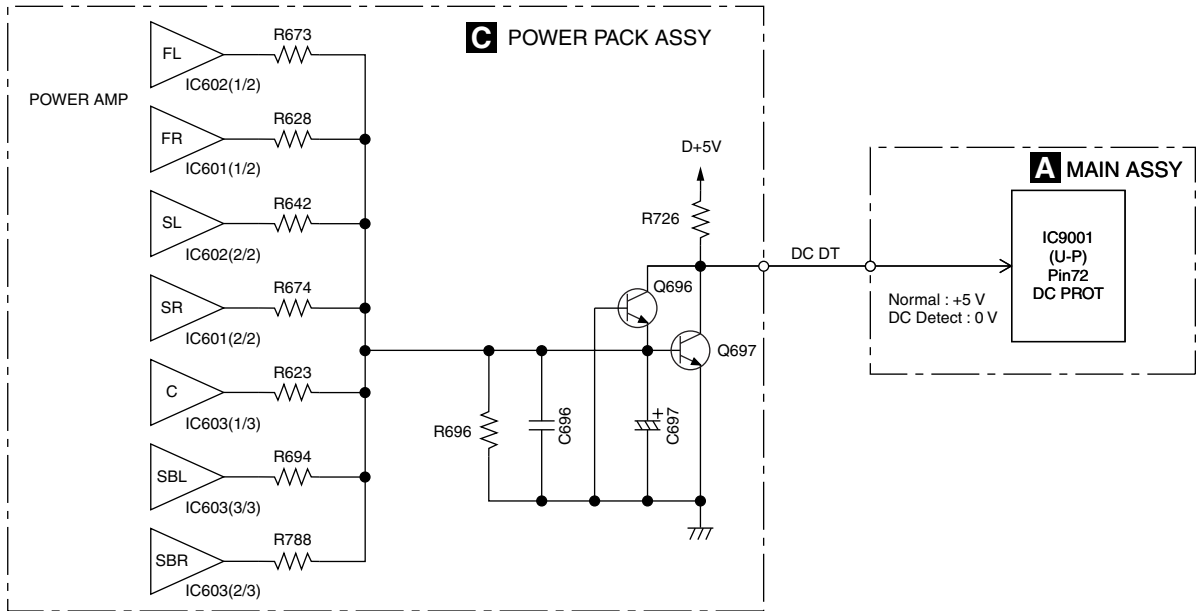 C POWER PACK ASSY
POWER AMP
FL
R673
IC602(1/2)
FR
R628
IC601(1/2)
SL
R642
IC602(2/2)
SR
R674
IC601(2/2)
C
R623
IC603(1/3)
SBL
R694
IC603(3/3)
SBR
R788
IC603(2/3)
R696
C696
C697
+
Q696
Q697
D+5V
R726
DC DT
A MAIN ASSY
Normal : +5 V
DC Detect : 0 V
IC9001
(U-P)
Pin72
DC PROT